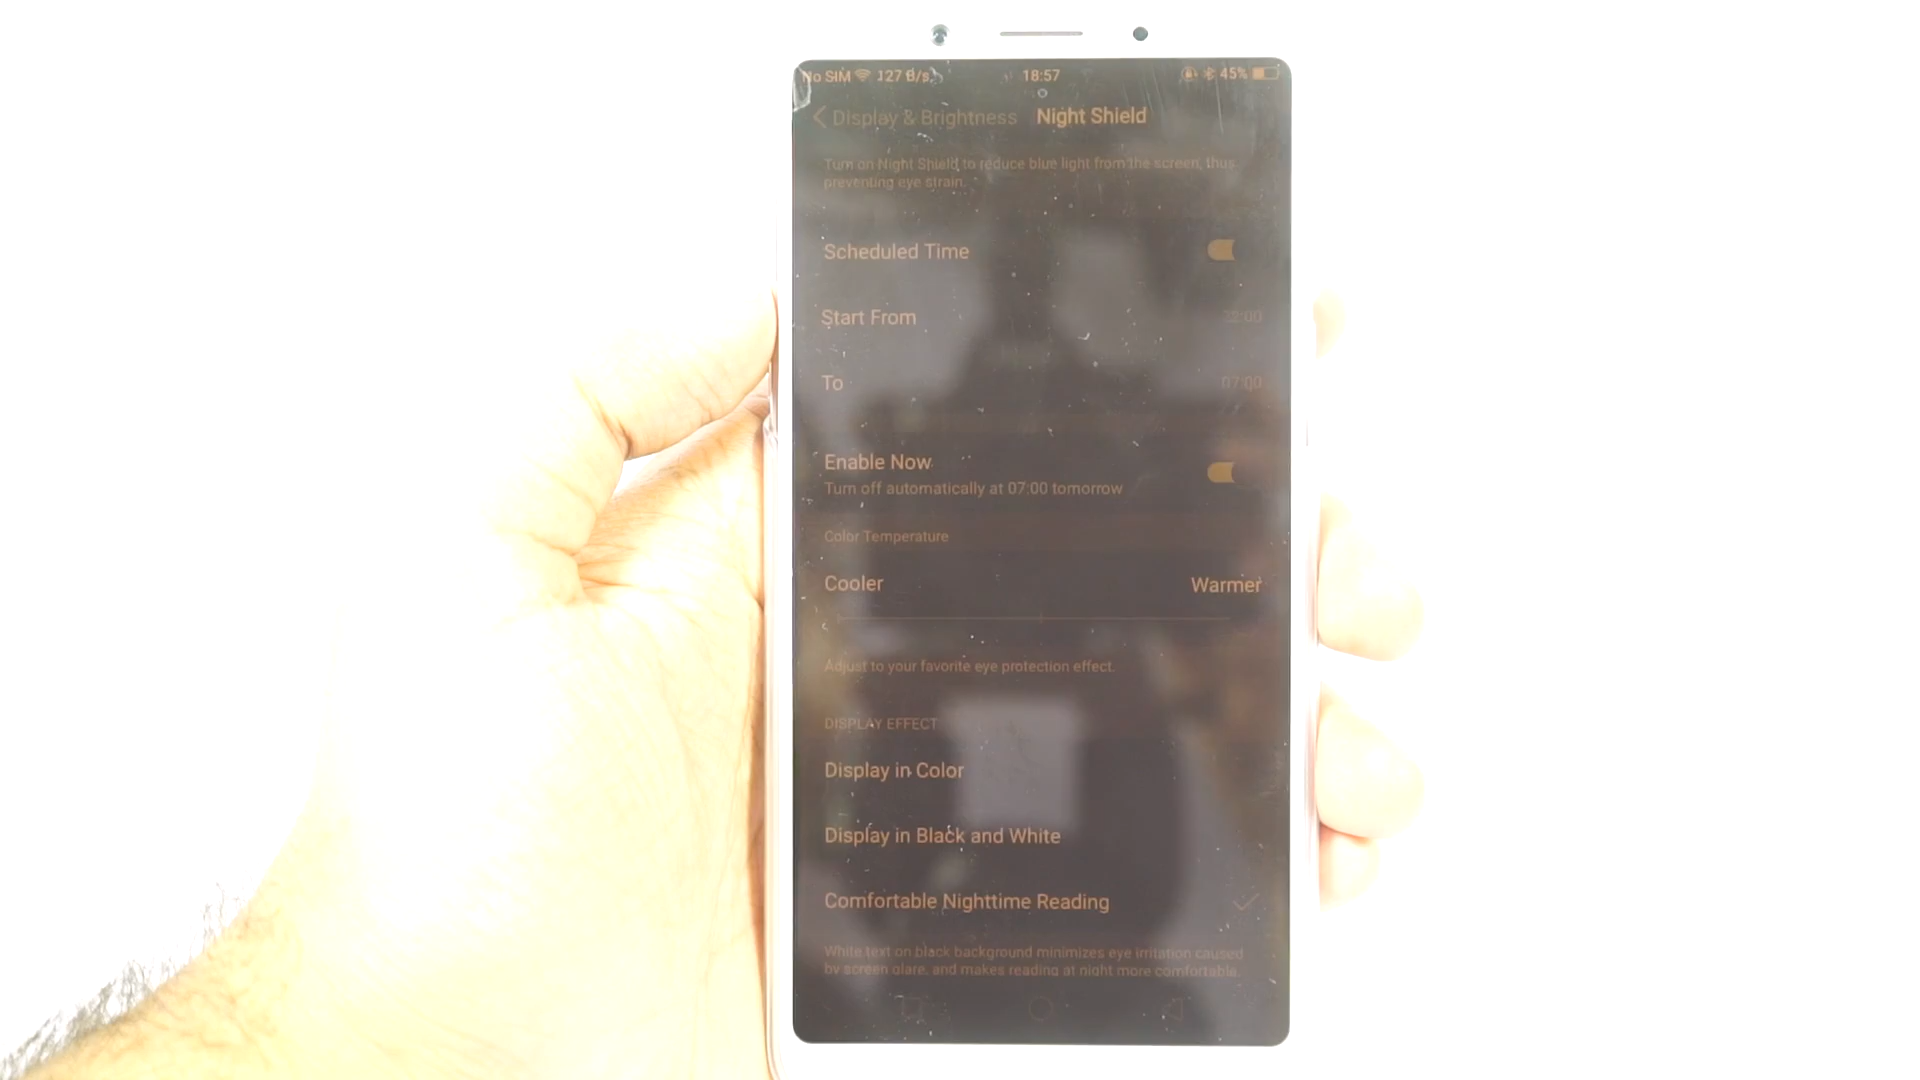 No SIM 127 B/s 18:57 45%
Display & Brightness Night Shield
Turn on Night Shield to reduce blue light from the screen, thus
preventing eye strain.
Scheduled Time
Start From 22:00
To 07:00
Enable Now
Turn off automatically at 07:00 tomorrow
Color Temperature
Cooler Warmer
Adjust to your favorite eye protection effect.
DISPLAY EFFECT
Display in Color
Display in Black and White
Comfortable Nighttime Reading
White text on black background minimizes eye irritation caused
by screen glare, and makes reading at night more comfortable.